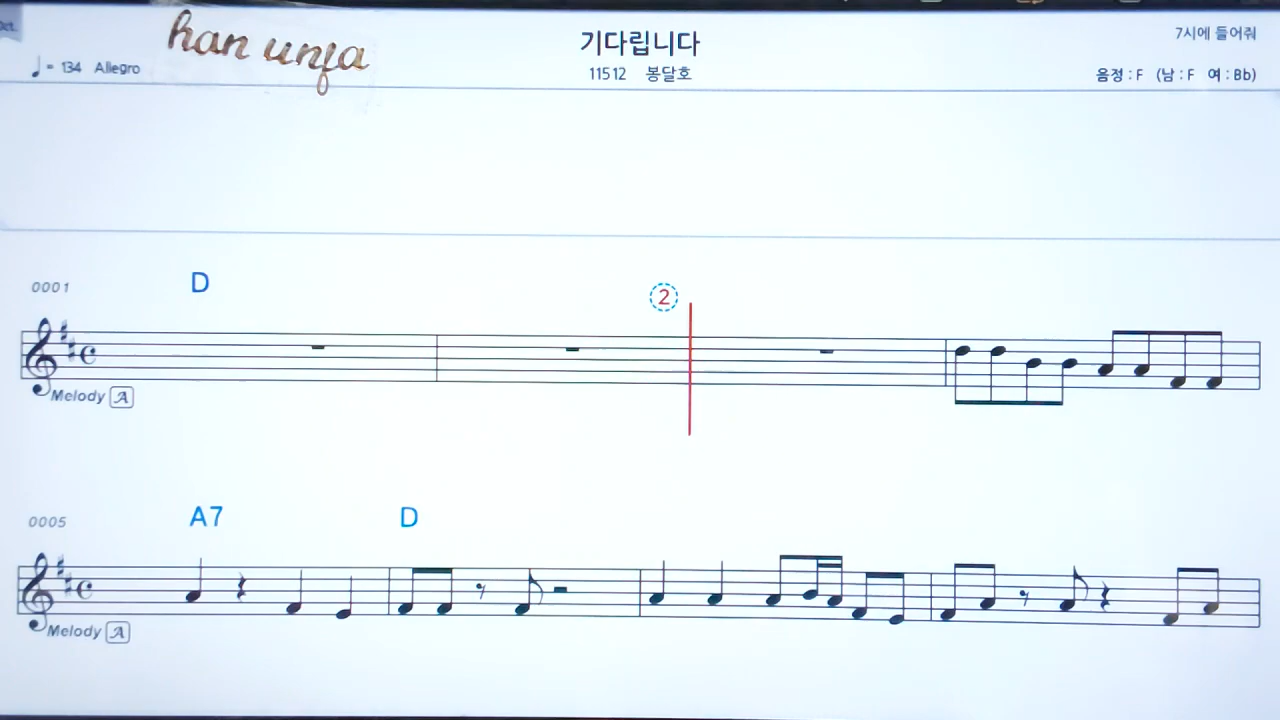 han unfa
기다립니다
7시에 들어줘
= 134 Allegro
11512 봉달호
음정 : F (남 : F 여 : Bb)
0001
D
2
Melody A
0005
A7
D
Melody A